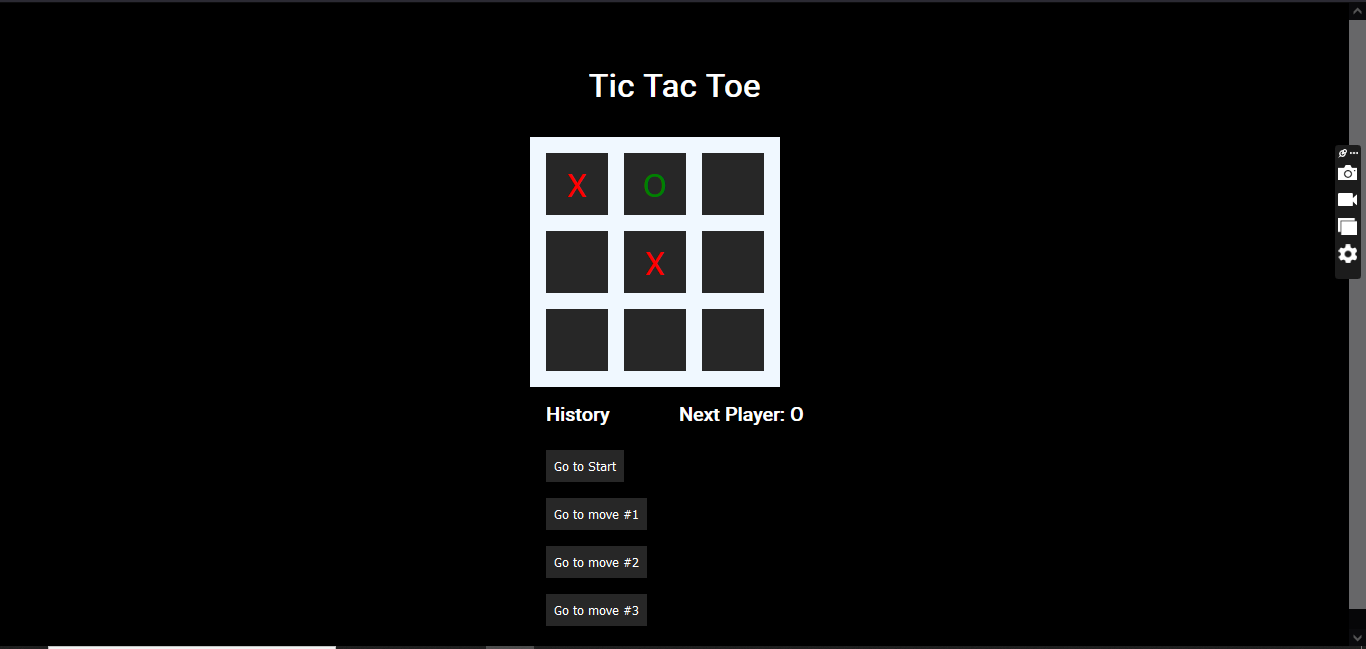 Tic Tac Toe
X O
X
History Next Player: O
Go to Start
Go to move #1
Go to move #2
Go to move #3